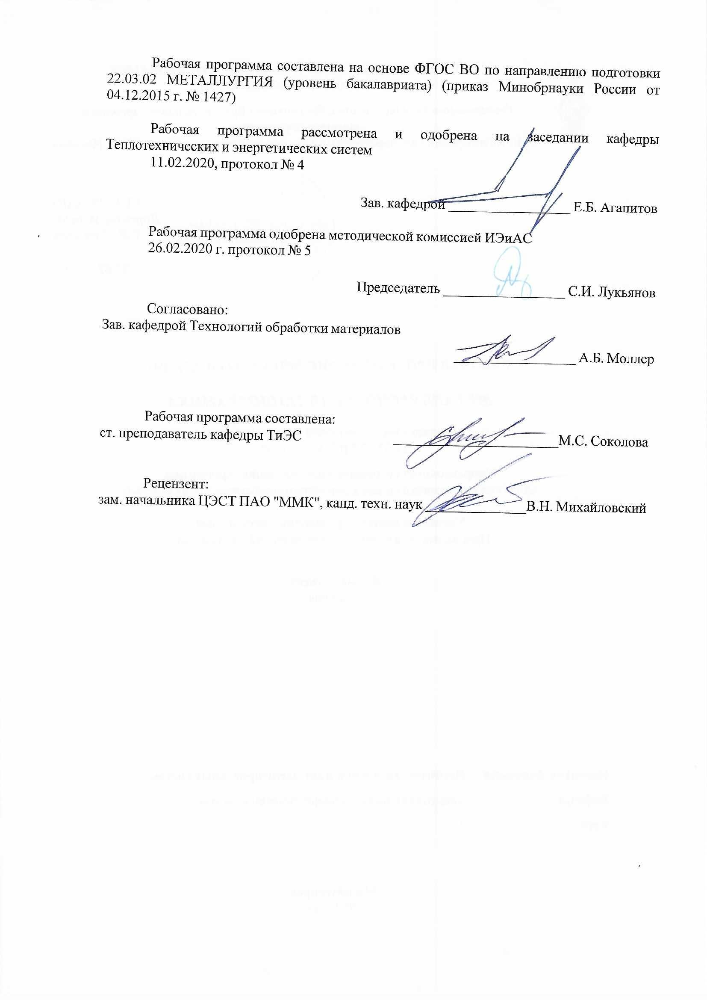 Рабочая программа составлена на основе ФГОС ВО по направлению подготовки
22.03.02 МЕТАЛЛУРГИЯ (уровень бакалавриата) (приказ Минобрнауки России от
04.12.2015 г. № 1427)
Рабочая программа рассмотрена и одобрена на заседании кафедры
Теплотехнических и энергетических систем
11.02.2020, протокол № 4
Зав. кафедрой ________________ Е.Б. Агапитов
Рабочая программа одобрена методической комиссией ИЭиАС
26.02.2020 г. протокол № 5
Председатель ________________ С.И. Лукьянов
Согласовано:
Зав. кафедрой Технологий обработки материалов
________________ А.Б. Моллер
Рабочая программа составлена:
ст. преподаватель кафедры ТиЭС ______________________М.С. Соколова
Рецензент:
зам. начальника ЦЭСТ ПАО "ММК", канд. техн. наук ______________В.Н. Михайловский